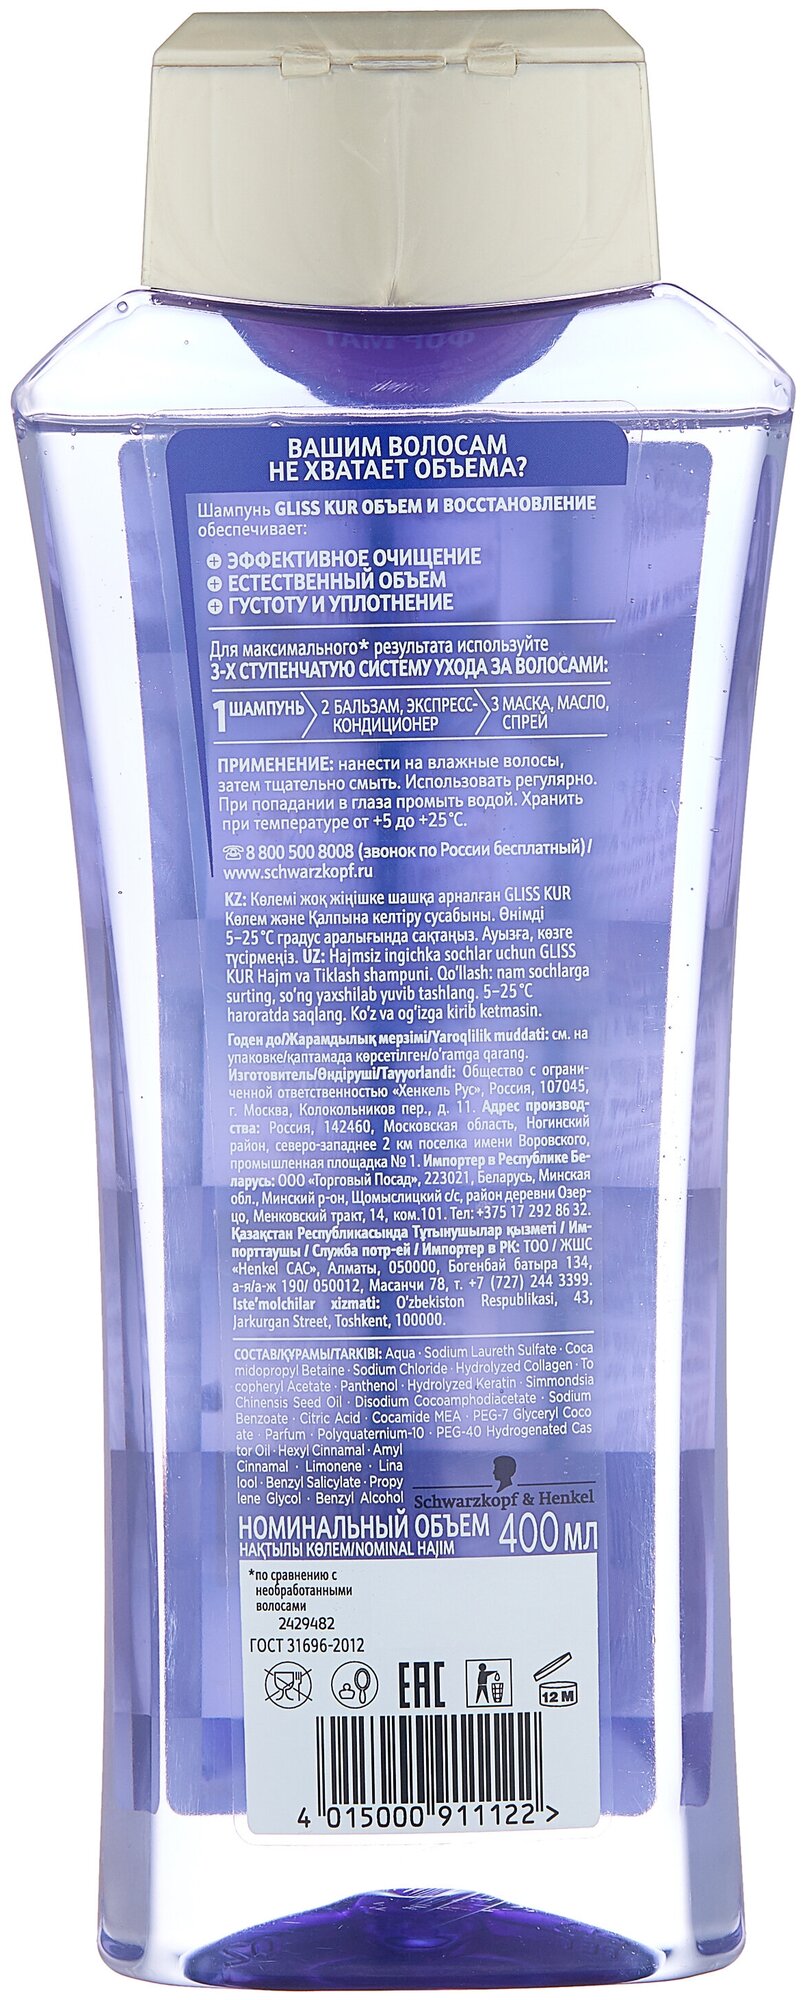 ВАШИМ ВОЛОСАМ
НЕ ХВАТАЕТ ОБЪЕМА?
Шампунь GLISS KUR ОБЪЕМ И ВОССТАНОВЛЕНИЕ
обеспечивает:
ЭФФЕКТИВНОЕ ОЧИЩЕНИЕ
ЕСТЕСТВЕННЫЙ ОБЪЕМ
ГУСТОТУ И УПЛОТНЕНИЕ
Для максимального* результата используйте
3-Х СТУПЕНЧАТУЮ СИСТЕМУ УХОДА ЗА ВОЛОСАМИ:
1 ШАМПУНЬ 2 БАЛЬЗАМ, ЭКСПРЕСС- 3 МАСКА, МАСЛО,
КОНДИЦИОНЕР СПРЕЙ
ПРИМЕНЕНИЕ: нанести на влажные волосы,
затем тщательно смыть. Использовать регулярно.
При попадании в глаза промыть водой. Хранить
при температуре от +5 до +25°C.
☏8 800 500 8008 (звонок по России бесплатный)/
www.schwarzkopf.ru
KZ: Көлемі жоқ жіңішке шашқа арналған GLISS KUR
Көлем және Қалпына келтіру сусабыны. Өнімді
5–25°C градус аралығында сақтаңыз. Ауызға, көзге
түсірмеңіз. UZ: Hajmsiz ingichka sochlar uchun GLISS
KUR Hajm va Tiklash shampuni. Qo'llash: nam sochlarga
surting, so'ng yaxshilab yuvib tashlang. 5–25°C
haroratda saqlang. Ko'z va og'izga kirib ketmasin.
Годен до/Жарамдылық мерзімі/Yaroqlilik muddati: см. на
упаковке/қаптамада көрсетілген/o'ramga qarang.
Изготовитель/Өндіруші/Tayyorlandi: Общество с ограни-
ченной ответственностью «Хенкель Рус», Россия, 107045,
г. Москва, Колокольников пер., д. 11. Адрес производ-
ства: Россия, 142460, Московская область, Ногинский
район, северо-западнее 2 км поселка имени Воровского,
промышленная площадка № 1. Импортер в Республике Бе-
ларусь: ООО «Торговый Посад», 223021, Беларусь, Минская
обл., Минский р-он, Щомыслицкий с/с, район деревни Озер-
цо, Менковский тракт, 14, ком.101. Тел: +375 17 292 86 32.
Қазақстан Республикасында Тұтынушылар қызметі / Им-
порттаушы / Служба потр-ей / Импортер в РК: ТОО / ЖШС
«Henkel САС», Алматы, 050000, Богенбай батыра 134,
а-я/а-ж 190/ 050012, Масанчи 78, т. +7 (727) 244 3399.
Iste'molchilar xizmati: O'zbekiston Respublikasi, 43,
Jarkurgan Street, Toshkent, 100000.
СОСТАВ/ҚҰРАМЫ/TARKIBI: Aqua · Sodium Laureth Sulfate · Coca
midopropyl Betaine · Sodium Chloride · Hydrolyzed Collagen · To
copheryl Acetate · Panthenol · Hydrolyzed Keratin · Simmondsia
Chinensis Seed Oil · Disodium Cocoamphodiacetate · Sodium
Benzoate · Citric Acid · Cocamide MEA · PEG-7 Glyceryl Coco
ate · Parfum · Polyquaternium-10 · PEG-40 Hydrogenated Cas
tor Oil · Hexyl Cinnamal · Amyl
Cinnamal · Limonene · Lina
lool · Benzyl Salicylate · Propy
lene Glycol · Benzyl Alcohol
Schwarzkopf & Henkel
НОМИНАЛЬНЫЙ ОБЪЕМ 400 МЛ
НАҚТЫЛЫ КӨЛЕМ/NOMINAL HAJIM
*по сравнению с
необработанными
волосами
2429482
ГОСТ 31696-2012
EAC 12 M
4 015000 911122 >